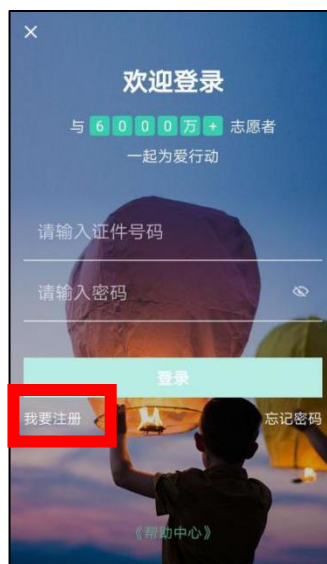 欢迎登录
与 6000万+ 志愿者
一起为爱行动
请输入证件号码
请输入密码
登录
我要注册 忘记密码
《帮助中心》